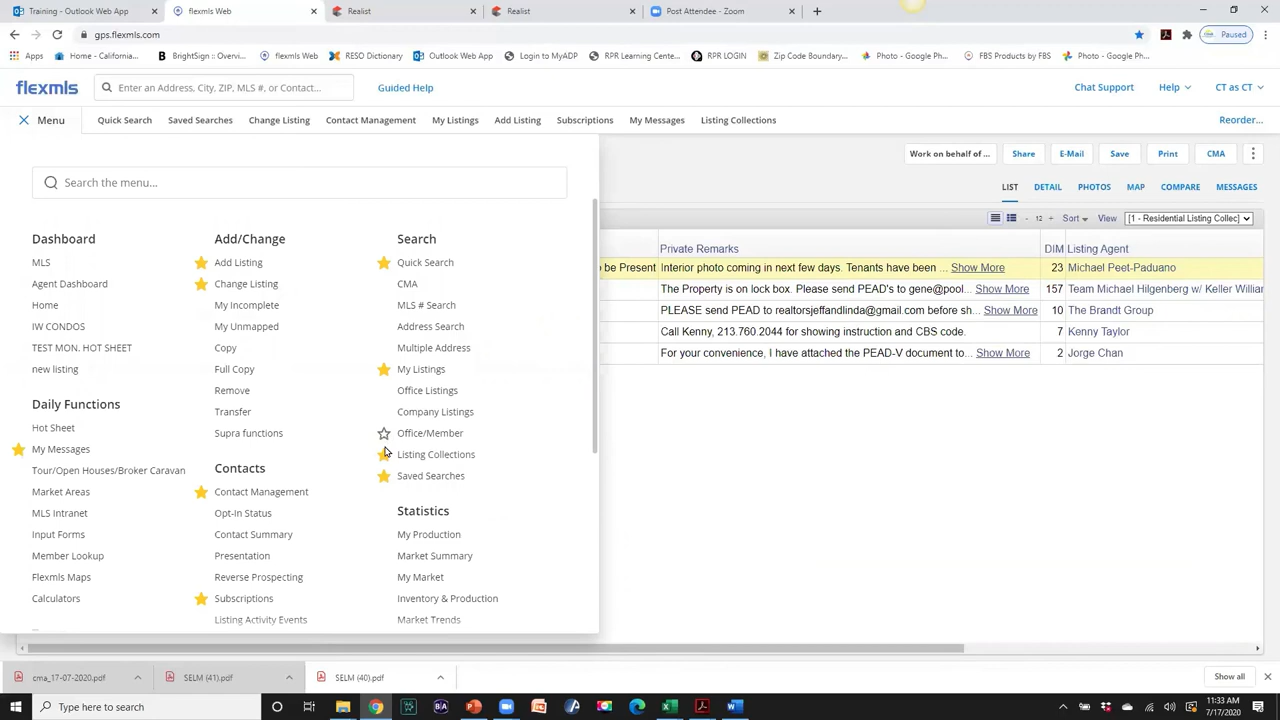 Training - Outlook Web App
flexmls Web
Realist
Realist
Post Attendee - Zoom
gps.flexmls.com
Paused
Apps
Home - California...
BrightSign :: Overvi...
flexmls Web
RESO Dictionary
Outlook Web App
Login to MyADP
RPR Learning Cente...
RPR LOGIN
Zip Code Boundary...
Photo - Google Ph...
FBS Products by FBS
Photo - Google Ph...
flexmls
Enter an Address, City, ZIP, MLS #, or Contact...
Guided Help
Chat Support
Help
CT as CT
Menu
Quick Search
Saved Searches
Change Listing
Contact Management
My Listings
Add Listing
Subscriptions
My Messages
Listing Collections
Reorder...
Work on behalf of ...
Share
E-Mail
Save
Print
CMA
LIST
DETAIL
PHOTOS
MAP
COMPARE
MESSAGES
- 12 +
Sort
View
[1 - Residential Listing Collec]
Search the menu...
Dashboard
MLS
Agent Dashboard
Home
IW CONDOS
TEST MON. HOT SHEET
new listing
Daily Functions
Hot Sheet
My Messages
Tour/Open Houses/Broker Caravan
Market Areas
MLS Intranet
Input Forms
Member Lookup
Flexmls Maps
Calculators
Add/Change
Add Listing
Change Listing
My Incomplete
My Unmapped
Copy
Full Copy
Remove
Transfer
Supra functions
Contacts
Contact Management
Opt-In Status
Contact Summary
Presentation
Reverse Prospecting
Subscriptions
Listing Activity Events
Search
Quick Search
CMA
MLS # Search
Address Search
Multiple Address
My Listings
Office Listings
Company Listings
Office/Member
Listing Collections
Saved Searches
Statistics
My Production
Market Summary
My Market
Inventory & Production
Market Trends
Private Remarks
DIM
Listing Agent
o be Present
Interior photo coming in next few days. Tenants have been ... Show More
23
Michael Peet-Paduano
The Property is on lock box. Please send PEAD's to gene@pool... Show More
157
Team Michael Hilgenberg w/ Keller Willian
PLEASE send PEAD to realtorsjeffandlinda@gmail.com before sh... Show More
10
The Brandt Group
Call Kenny, 213.760.2044 for showing instruction and CBS code.
7
Kenny Taylor
For your convenience, I have attached the PEAD-V document to... Show More
2
Jorge Chan
cma_17-07-2020.pdf
SELM (41).pdf
SELM (40).pdf
Show all
Type here to search
11:33 AM
7/17/2020